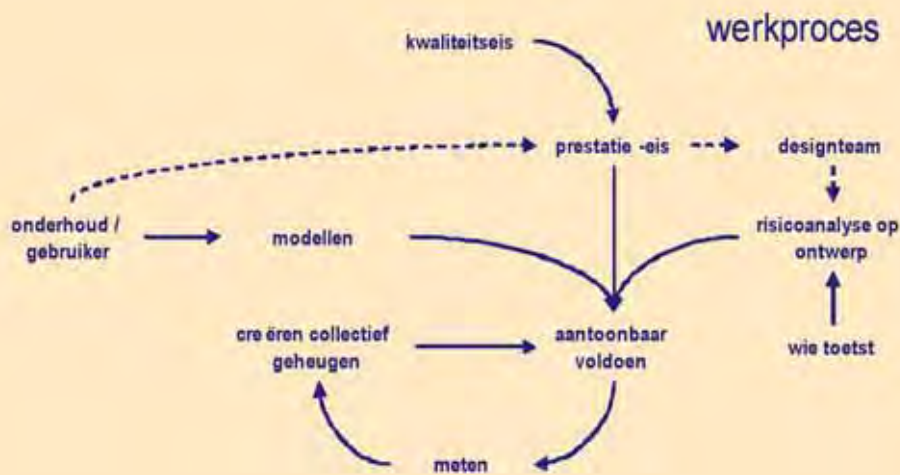 werkproces
kwaliteitseis
prestatie -eis
designteam
onderhoud /
gebruiker
modellen
risicoanalyse op
ontwerp
cre ëren collectief
geheugen
aantoonbaar
voldoen
wie toetst
meten